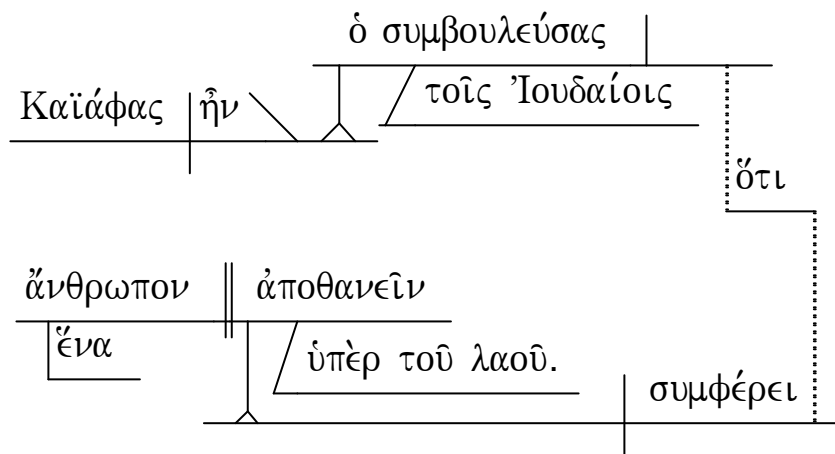 ὁ συμβουλεύσας
Καϊάφας ἦν τοῖς Ἰουδαίοις
ὅτι
ἄνθρωπον ἀποθανεῖν
ἕνα ὑπὲρ τοῦ λαοῦ.
συμφέρει